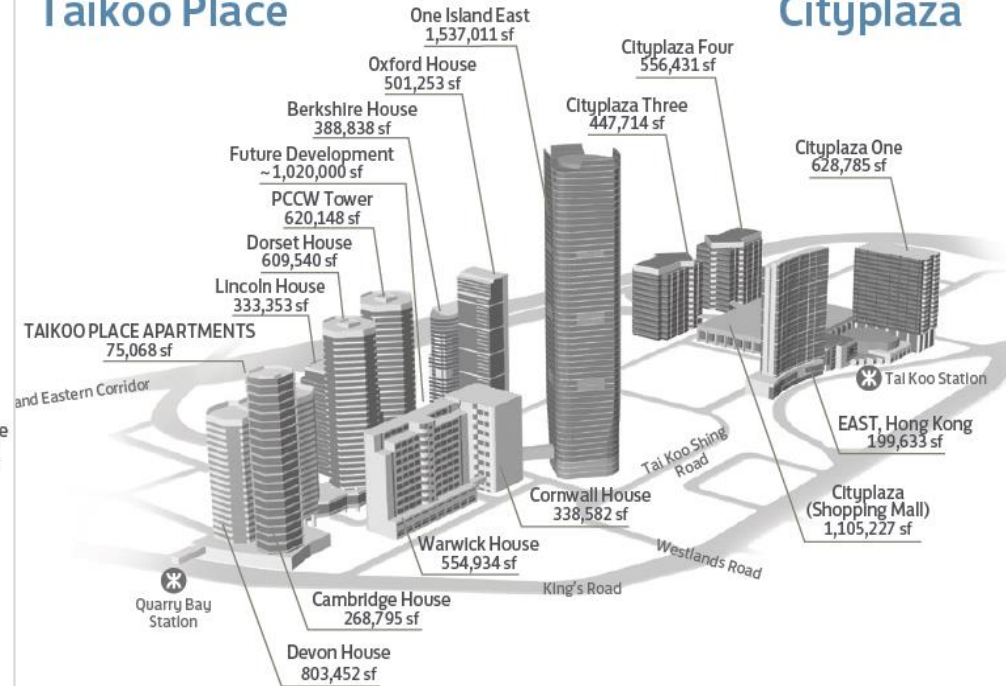 Taikoo Place
Cityplaza
One Island East
1,537,011 sf
Oxford House
501,253 sf
Berkshire House
388,838 sf
Future Development
~1,020,000 sf
PCCW Tower
620,148 sf
Dorset House
609,540 sf
Lincoln House
333,353 sf
TAIKOO PLACE APARTMENTS
75,068 sf
Cityplaza Four
556,431 sf
Cityplaza Three
447,714 sf
Cityplaza One
628,785 sf
and Eastern Corridor
Tai Koo Station
EAST, Hong Kong
199,633 sf
Tai Koo Shing
Road
Cityplaza
(Shopping Mall)
1,105,227 sf
Cornwall House
338,582 sf
Warwick House
554,934 sf
Westlands Road
King's Road
Quarry Bay
Station
Cambridge House
268,795 sf
Devon House
803,452 sf